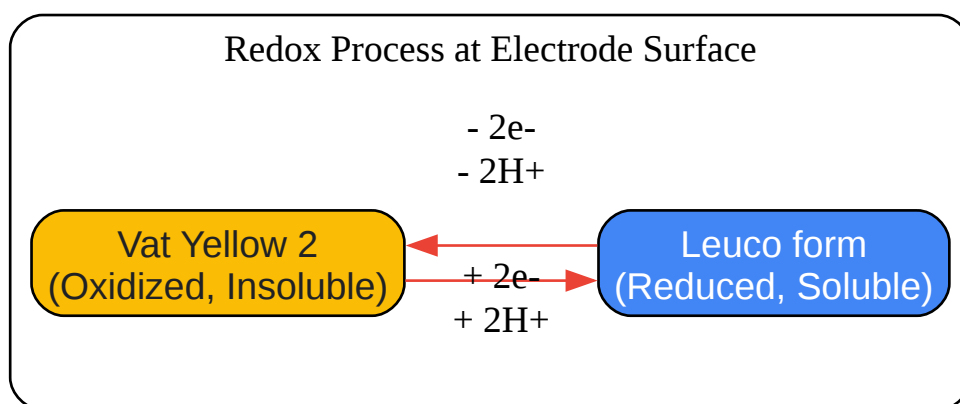 Redox Process at Electrode Surface
- 2e-
- 2H+
Vat Yellow 2
(Oxidized, Insoluble)
+ 2e-
+ 2H+
Leuco form
(Reduced, Soluble)